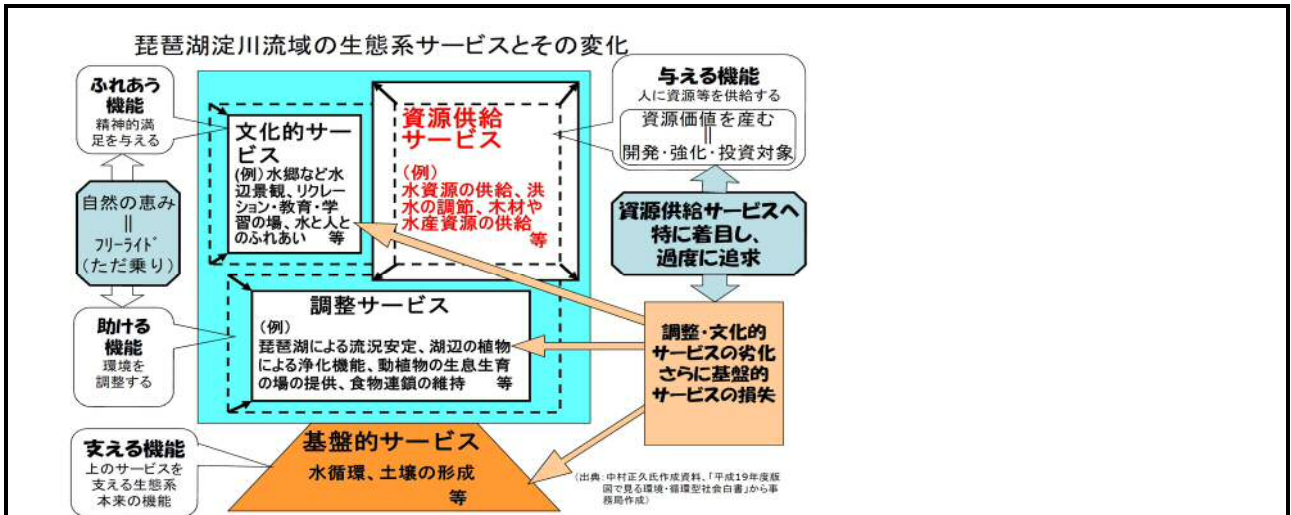 琵琶湖淀川流域の生態系サービスとその変化
ふれあう
機能
精神的満
足を与える
自然の恵み
||
フリーライド
(ただ乗り)
助ける
機能
環境を
調整する
文化的サー
ビス
(例)水郷など水
辺景観、リクレー
ション・教育・学
習の場、水と人と
のふれあい 等
資源供給
サービス
(例)
水資源の供給、洪
水の調節、木材や
水産資源の供給
等
与える機能
人に資源等を供給する
資源価値を産む
||
開発・強化・投資対象
資源供給サービスへ
特に着目し、
過度に追求
調整サービス
(例)
琵琶湖による流況安定、湖辺の植物
による浄化機能、動植物の生息生育
の場の提供、食物連鎖の維持 等
調整・文化的
サービスの劣化
さらに基盤的
サービスの損失
支える機能
上のサービスを
支える生態系
本来の機能
基盤的サービス
水循環、土壌の形成
等
(出典:中村正久氏作成資料、「平成19年度版
図で見る環境・循環型社会白書」から事
務局作成)